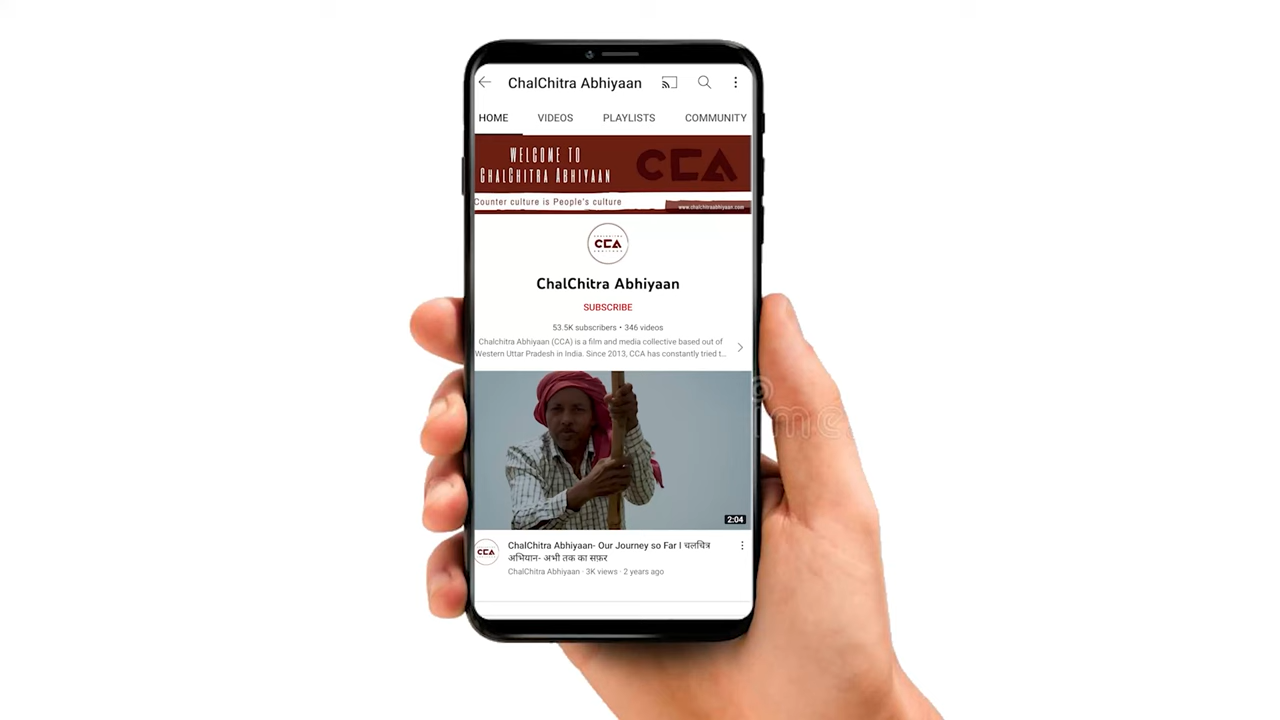 ChalChitra Abhiyaan
HOME VIDEOS PLAYLISTS COMMUNITY
WELCOME TO
CHALCHITRA ABHIYAAN
CCA
Counter culture is People's culture
www.chalchitraabhiyaan.com
CCA
ChalChitra Abhiyaan
SUBSCRIBE
53.5K subscribers • 346 videos
Chalchitra Abhiyaan (CCA) is a film and media collective based out of
Western Uttar Pradesh in India. Since 2013, CCA has constantly tried t...
2:04
CCA
ChalChitra Abhiyaan- Our Journey so Far I चलचित्र
अभियान- अभी तक का सफ़र
ChalChitra Abhiyaan · 3K views · 2 years ago